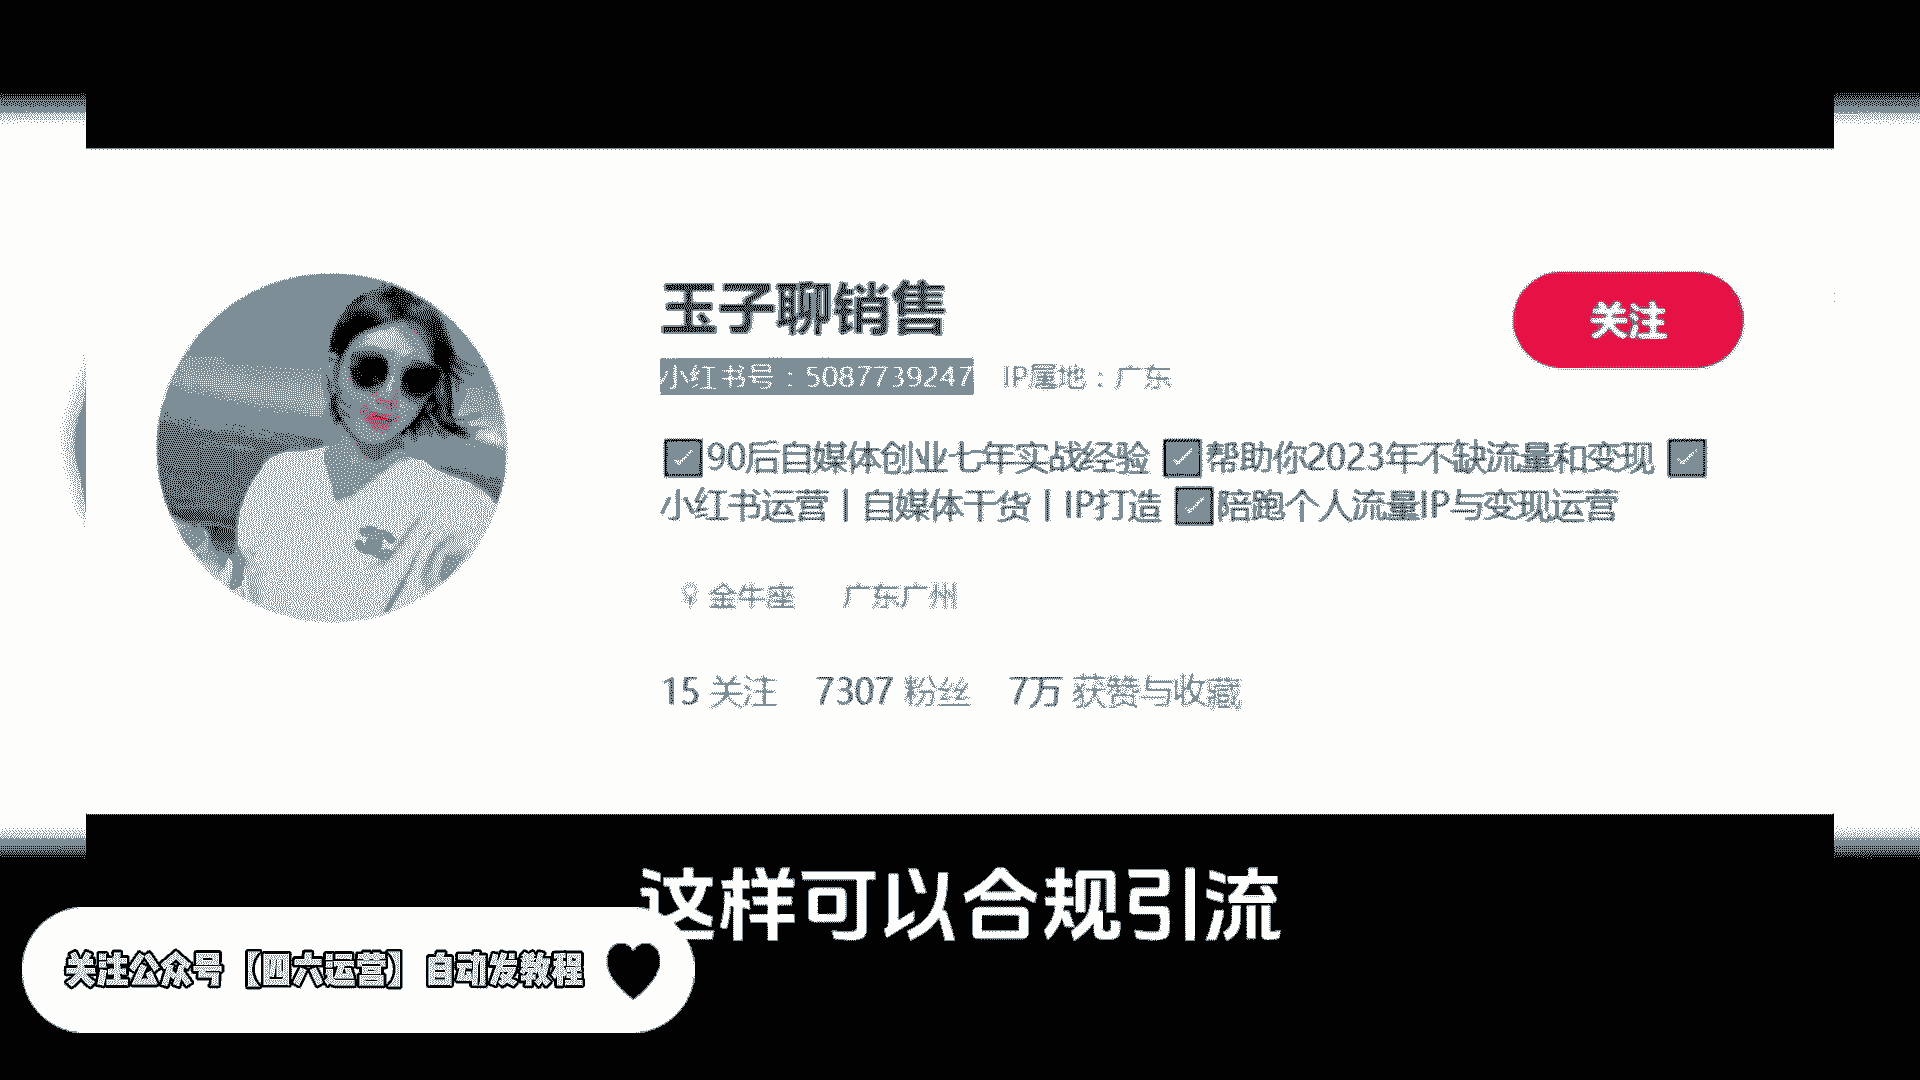 玉子聊销售
关注
小红书号：5087739247 IP属地：广东
✓90后自媒体创业七年实战经验 ✓帮助你2023年不缺流量和变现 ✓
小红书运营丨自媒体干货丨IP打造 ✓陪跑个人流量IP与变现运营
金牛座 广东广州
15 关注 7307 粉丝 7万 获赞与收藏
这样可以合规引流
关注公众号【四六运营】自动发教程